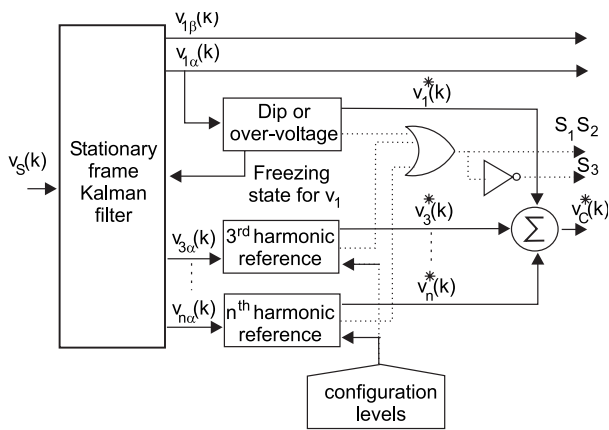 v1β(k)
v1α(k)
v1*(k)
Dip or
over-voltage
S1 S2
Stationary
frame
Kalman
filter
vS(k)
Freezing
state for v1
S3
v3*(k)
vC*(k)
Σ
v3α(k)
3rd harmonic
reference
vn*(k)
vnα(k)
nth harmonic
reference
configuration
levels